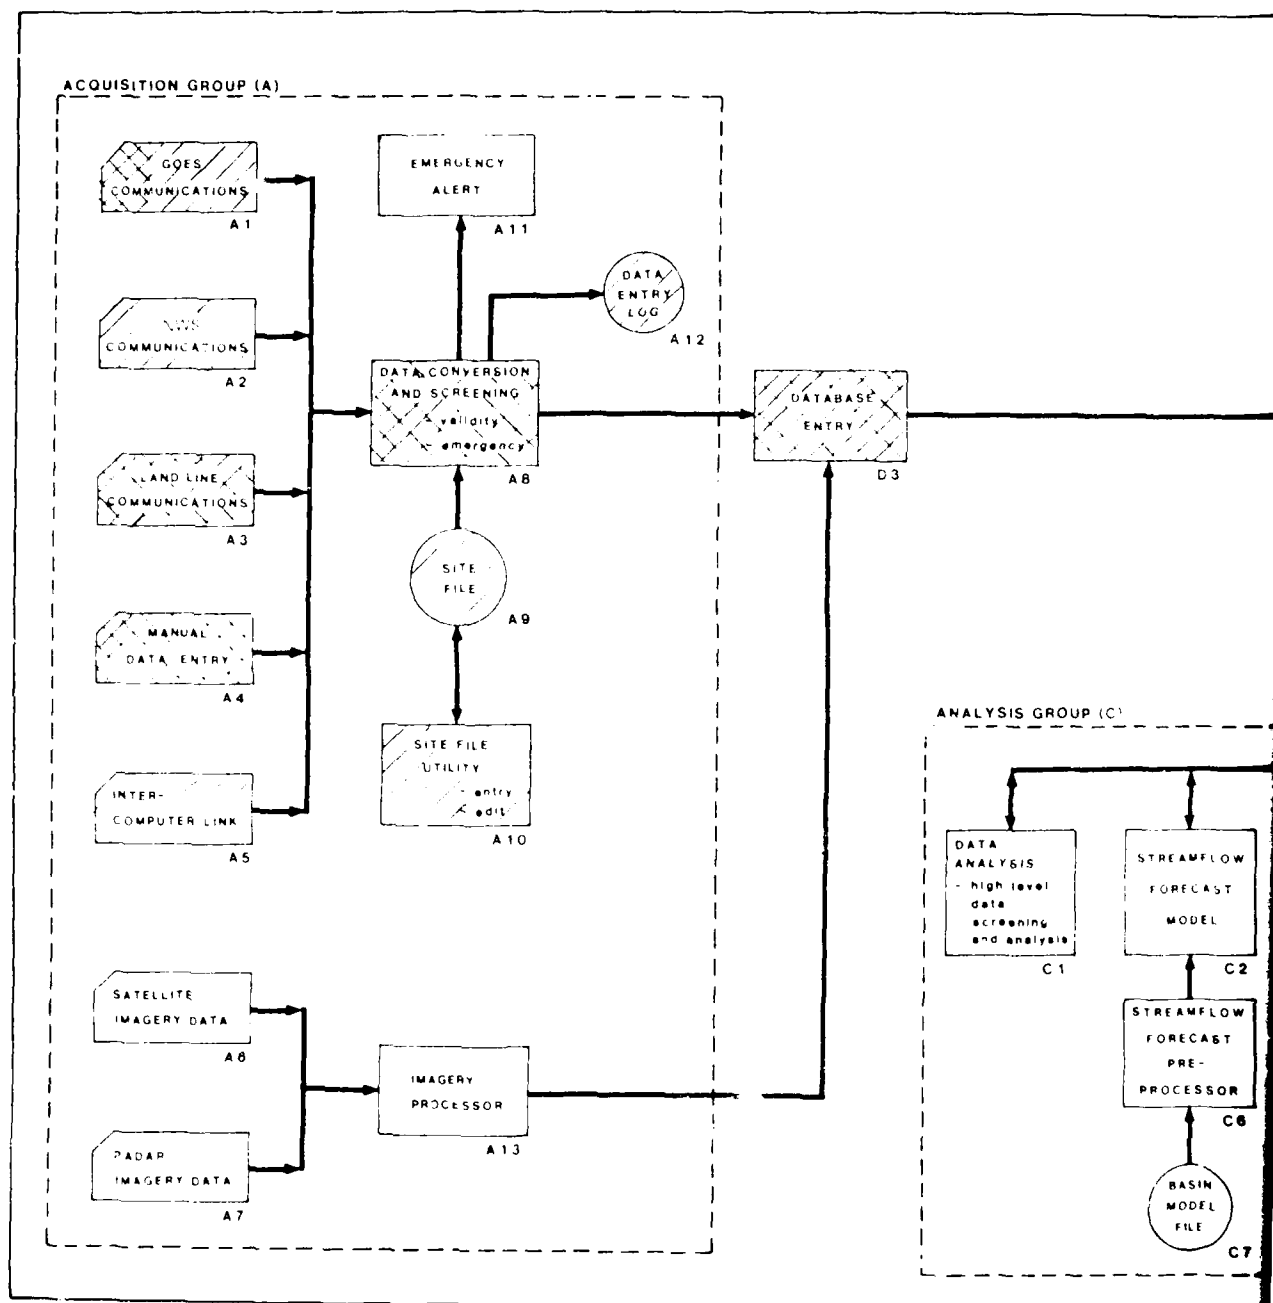 ACQUISITION GROUP (A)
GOES
COMMUNICATIONS
A1
EMERGENCY
ALERT
A11
DATA
ENTRY
LOG
A12
NWS
COMMUNICATIONS
A2
DATA CONVERSION
AND SCREENING
- validity
- emergency
A8
DATABASE
ENTRY
D3
LAND LINE
COMMUNICATIONS
A3
SITE
FILE
A9
MANUAL
DATA ENTRY
A4
SITE FILE
UTILITY
- entry
- edit
A10
INTER-
COMPUTER LINK
A5
SATELLITE
IMAGERY DATA
A6
IMAGERY
PROCESSOR
A13
RADAR
IMAGERY DATA
A7
ANALYSIS GROUP (C)
DATA
ANALYSIS
- high level
data
screening
and analysis
C1
STREAMFLOW
FORECAST
MODEL
C2
STREAMFLOW
FORECAST
PRE-
PROCESSOR
C6
BASIN
MODEL
FILE
C7